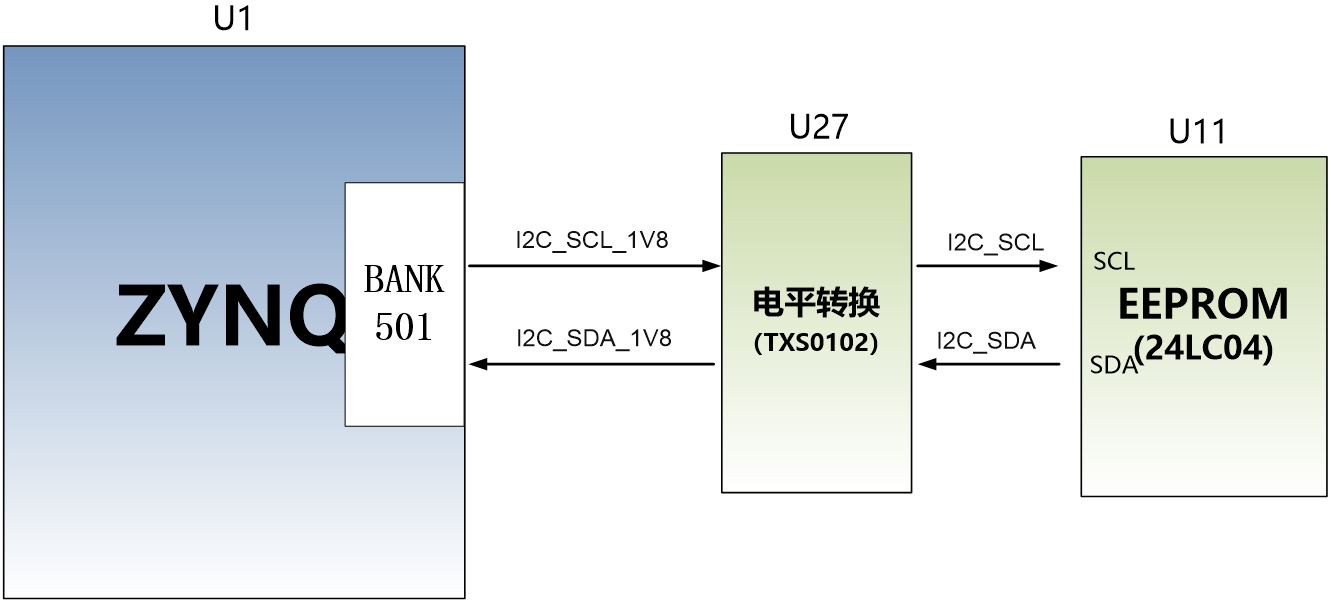 U1
ZYNQ
BANK
501
I2C_SCL_1V8
I2C_SDA_1V8
U27
电平转换
(TXS0102)
I2C_SCL
I2C_SDA
U11
SCL
EEPROM
(24LC04)
SDA